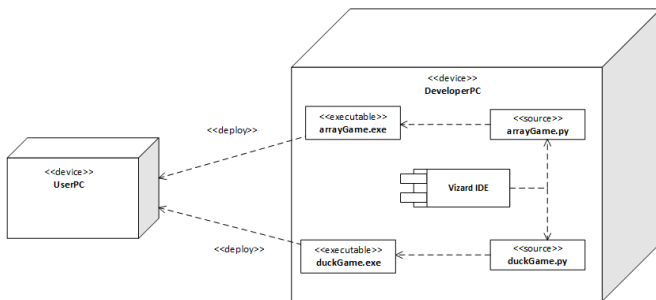 <<device>>
DeveloperPC
<<executable>>
arrayGame.exe
<<source>>
arrayGame.py
<<deploy>>
<<device>>
UserPC
Vizard IDE
<<deploy>>
<<executable>>
duckGame.exe
<<source>>
duckGame.py